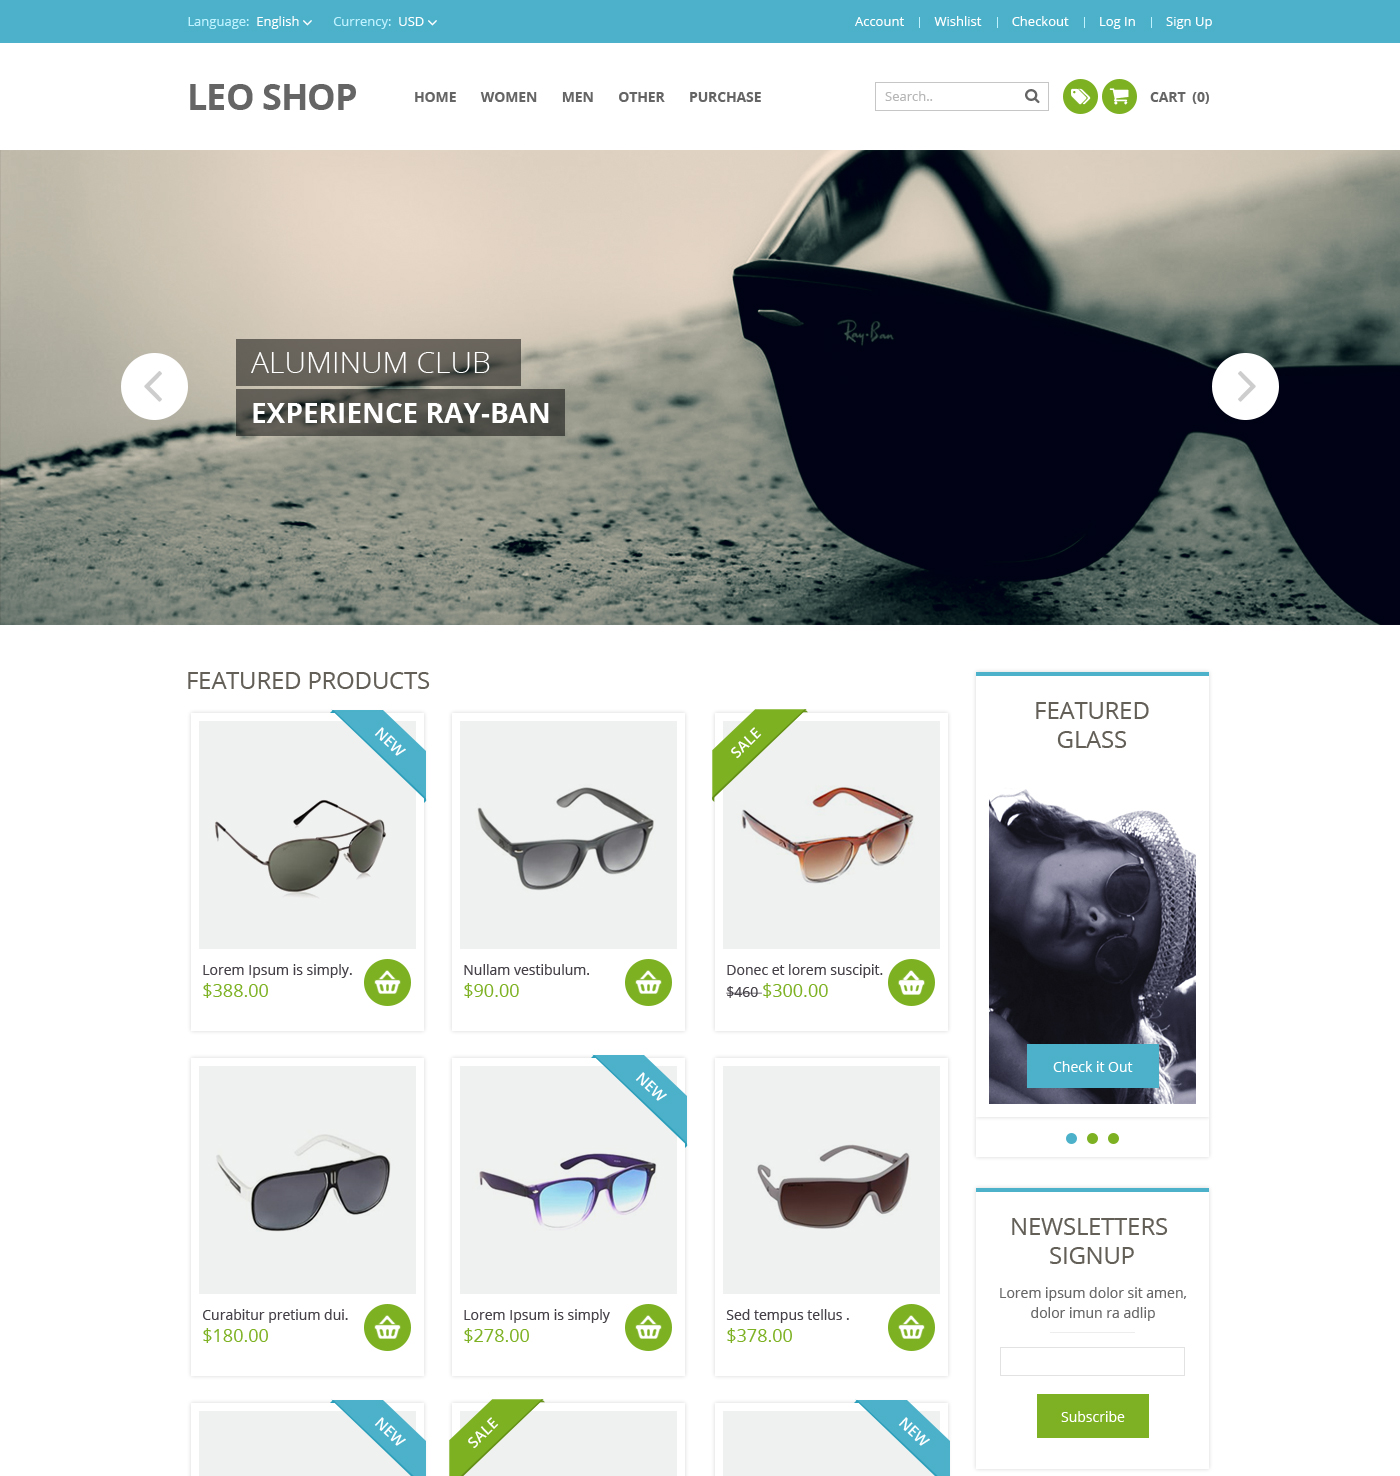 Language: English Currency: USD Account Wishlist Checkout Log In Sign Up
LEO SHOP HOME WOMEN MEN OTHER PURCHASE Search.. CART (0)
Ray-Ban
ALUMINUM CLUB
EXPERIENCE RAY-BAN
FEATURED PRODUCTS
NEW
SALE
Lorem Ipsum is simply.
$388.00
Nullam vestibulum.
$90.00
Donec et lorem suscipit.
$460 $300.00
NEW
Curabitur pretium dui.
$180.00
Lorem Ipsum is simply
$278.00
Sed tempus tellus .
$378.00
NEW
SALE
NEW
FEATURED
GLASS
Check it Out
NEWSLETTERS
SIGNUP
Lorem ipsum dolor sit amen,
dolor imun ra adlip
Subscribe